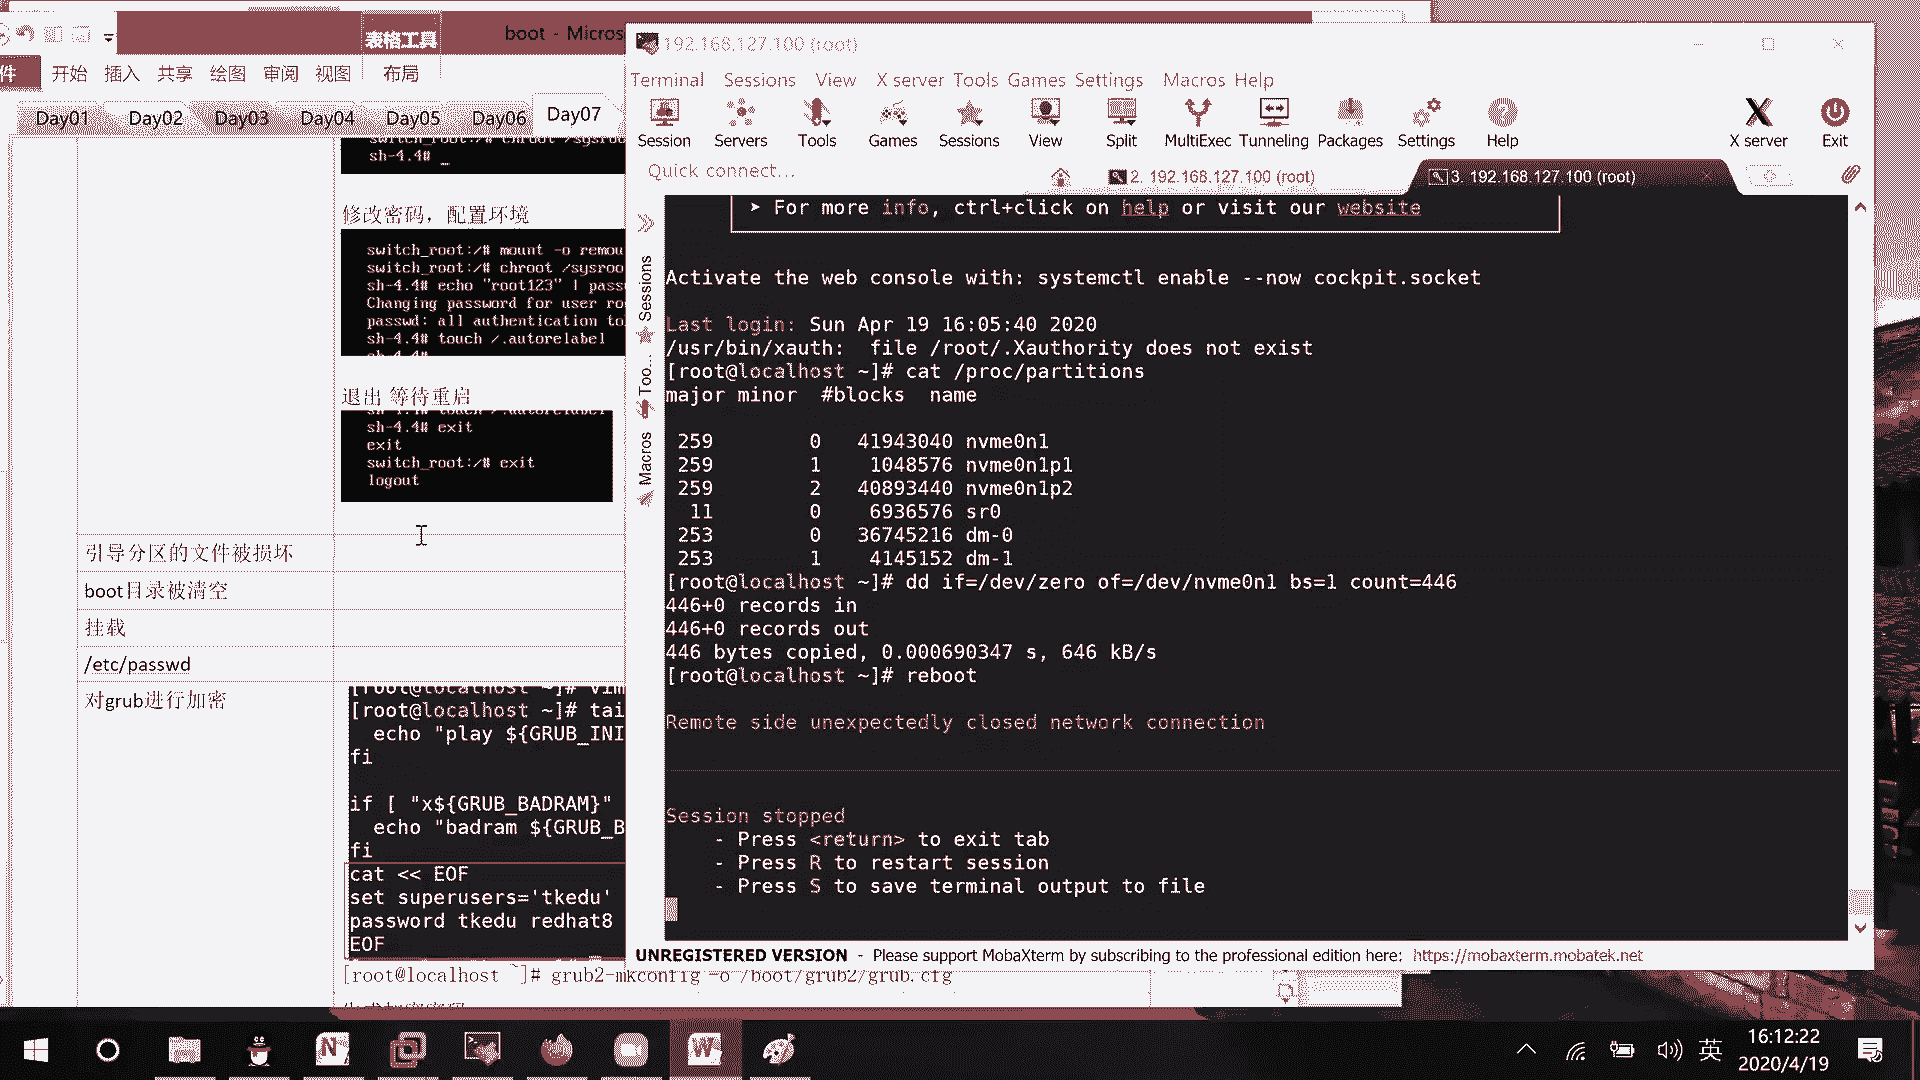 表格工具
boot - Micros
件 开始 插入 共享 绘图 审阅 视图 布局
Day01 Day02 Day03 Day04 Day05 Day06 Day07
sh-4.4# _
修改密码，配置环境
switch_root:/# mount -o remou
switch_root:/# chroot /sysroo
sh-4.4# echo "root123" | pass
Changing password for user ro
passwd: all authentication to
sh-4.4# touch /.autorelabel
退出 等待重启
sh-4.4# exit
exit
switch_root:/# exit
logout
引导分区的文件被损坏
boot目录被清空
挂载
/etc/passwd
对grub进行加密
[root@localhost ~]# vim
[root@localhost ~]# tai
echo "play ${GRUB_INI
fi
if [ "x${GRUB_BADRAM}"
echo "badram ${GRUB_B
fi
cat << EOF
set superusers='tkedu'
password tkedu redhat8
EOF
[root@localhost ~]# grub2-mkconfig -o /boot/grub2/grub.cfg
192.168.127.100 (root)
Terminal Sessions View X server Tools Games Settings Macros Help
Session Servers Tools Games Sessions View Split MultiExec Tunneling Packages Settings Help X server Exit
Quick connect...
2. 192.168.127.100 (root)
3. 192.168.127.100 (root)
Sessions
Too...
Macros
➤ For more info, ctrl+click on help or visit our website
Activate the web console with: systemctl enable --now cockpit.socket
Last login: Sun Apr 19 16:05:40 2020
/usr/bin/xauth:  file /root/.Xauthority does not exist
[root@localhost ~]# cat /proc/partitions
major minor  #blocks  name
259        0   41943040 nvme0n1
259        1    1048576 nvme0n1p1
259        2   40893440 nvme0n1p2
11        0    6936576 sr0
253        0   36745216 dm-0
253        1    4145152 dm-1
[root@localhost ~]# dd if=/dev/zero of=/dev/nvme0n1 bs=1 count=446
446+0 records in
446+0 records out
446 bytes copied, 0.000690347 s, 646 kB/s
[root@localhost ~]# reboot
Remote side unexpectedly closed network connection
Session stopped
- Press <return> to exit tab
- Press R to restart session
- Press S to save terminal output to file
UNREGISTERED VERSION - Please support MobaXterm by subscribing to the professional edition here: https://mobaxterm.mobatek.net
英
16:12:22
2020/4/19